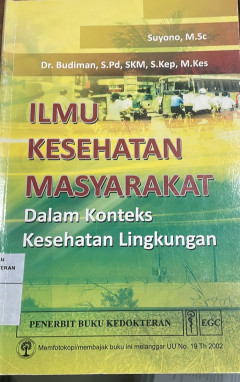 Suyono, M.Sc
Dr. Budiman, S.Pd, SKM, S.Kep, M.Kes
ILMU
KESEHATAN
MASYARAKAT
Dalam Konteks
Kesehatan Lingkungan
PENERBIT BUKU KEDOKTERAN EGC
Memfotokopi/membajak buku ini melanggar UU No. 19 Th 2002